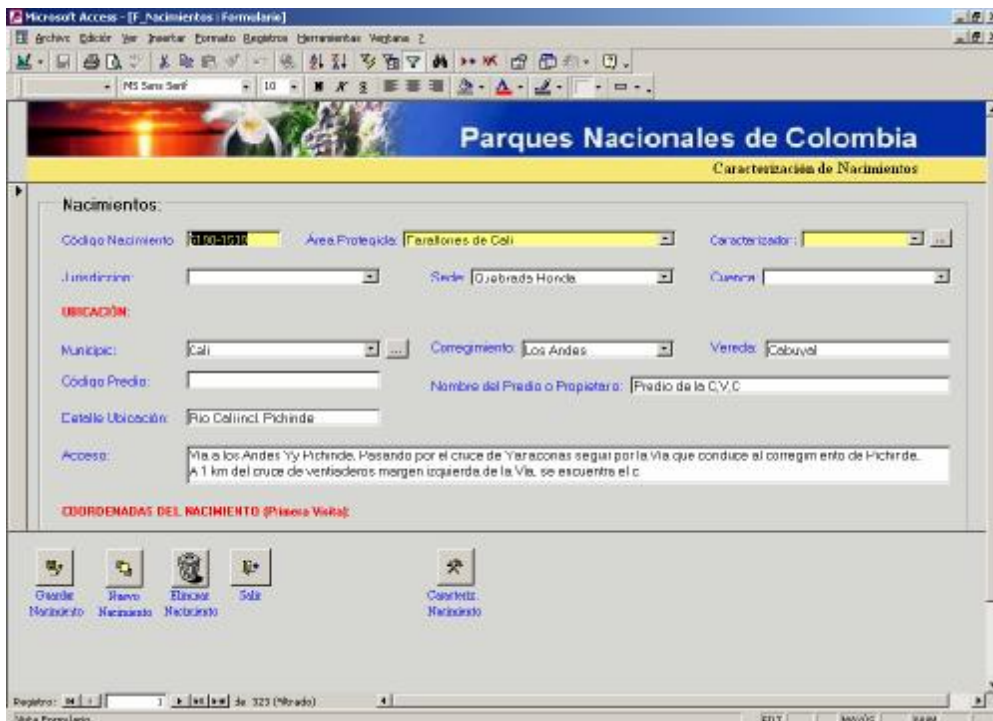 Microsoft Access - [F_Nacimientos : Formulario]
Archivo Edición Ver Insertar Formato Registros Herramientas Ventana ?
MS Sans Serif 10 N K S
Parques Nacionales de Colombia
Caracterización de Nacimientos
Nacimientos:
Código Nacimiento Área Protegida: Farallones de Cali Caracterizador:
Jurisdiccion: Sede: Quebrada Honda Cuenca:
UBICACIÓN:
Municipio: Cali ... Corregimiento: Los Andes Vereda: Cabuyal
Código Predio: Nombre del Predio o Propietario: Predio de la C,V,C
Detalle Ubicación: Rio Cali incl. Pichinde
Acceso: Via a los Andes Yy Pichinde. Pasando por el cruce de seguir por la Via que conduce al corregimiento de Pichinde.
A 1 km del cruce de ventiaderos margen izquierda de la Via, se encuentra el c
COORDENADAS DEL NACIMIENTO (Primera Visita):
Guardar Nuevo Eliminar Salir Caracteriz.
Nacimiento Nacimiento Nacimiento Nacimiento
Registro: 1 de 323 (Filtrado)
Vista Formulario EDT MAYÚS NUM